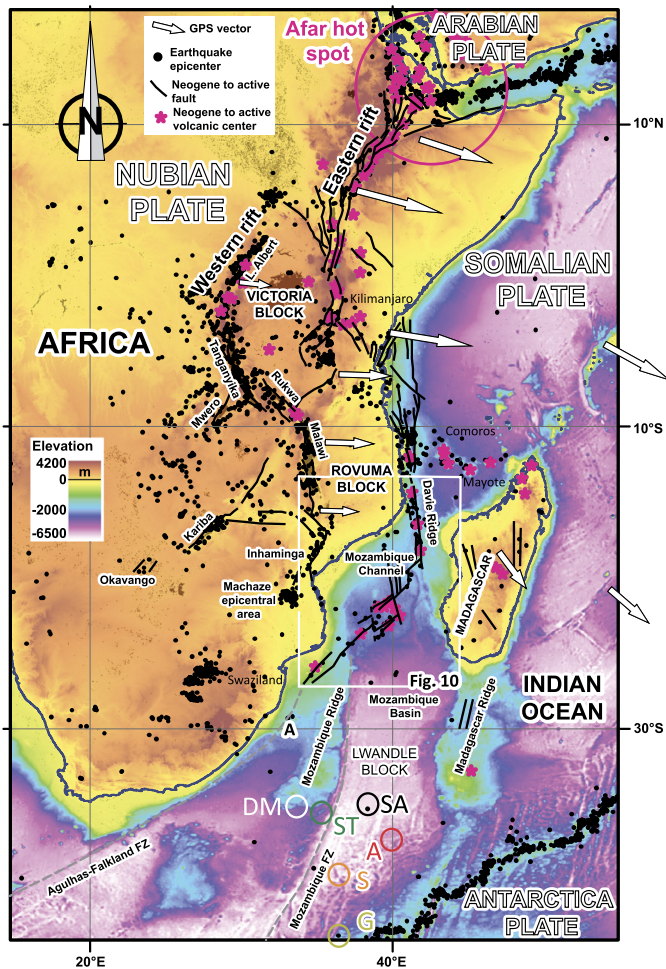 GPS vector
Earthquake
epicenter
Neogene to active
fault
Neogene to active
volcanic center
N
Afar hot
spot
ARABIAN
PLATE
10°N
NUBIAN
PLATE
Eastern rift
Western rift
L. Albert
VICTORIA
BLOCK
SOMALIAN
PLATE
Kilimanjaro
AFRICA
Tanganyika
Rukwa
Mwero
Malawi
10°S
Comoros
Mayote
Elevation
4200
m
0
-2000
-6500
ROVUMA
BLOCK
Davie Ridge
Kariba
Inhaminga
Mozambique
Channel
Okavango
Machaze
epicentral
area
MADAGASCAR
Swaziland
Fig. 10
INDIAN
OCEAN
Mozambique
Basin
Mozambique Ridge
Madagascar Ridge
A
30°S
LWANDLE
BLOCK
DM
ST
SA
A
S
G
Agulhas-Falkland FZ
Mozambique FZ
ANTARCTICA
PLATE
20°E
40°E